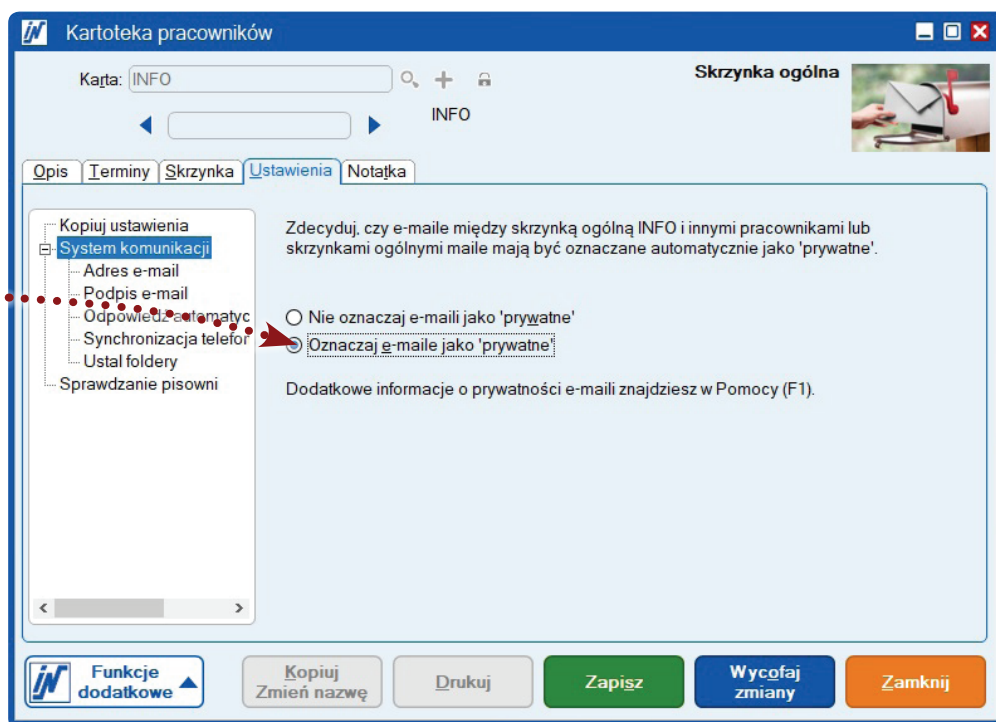 Kartoteka pracowników
Karta: INFO
Skrzynka ogólna
INFO
Opis Terminy Skrzynka Ustawienia Notatka
Kopiuj ustawienia
System komunikacji
Adres e-mail
Podpis e-mail
Odpowiedź automatyc
Synchronizacja telefor
Ustal foldery
Sprawdzanie pisowni
Zdecyduj, czy e-maile między skrzynką ogólną INFO i innymi pracownikami lub
skrzynkami ogólnymi maile mają być oznaczane automatycznie jako 'prywatne'.
Nie oznaczaj e-maili jako 'prywatne'
Oznaczaj e-maile jako 'prywatne'
Dodatkowe informacje o prywatności e-maili znajdziesz w Pomocy (F1).
Funkcje
dodatkowe
Kopiuj
Zmień nazwę
Drukuj
Zapisz
Wycofaj
zmiany
Zamknij